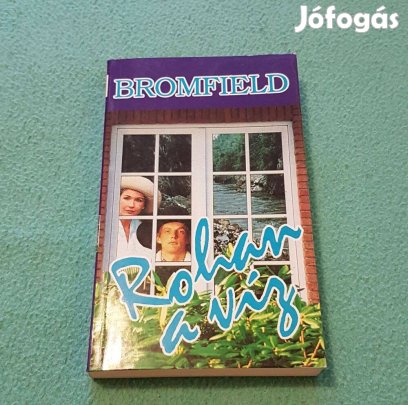 Jófogás
BROMFIELD
Rohan
a víz